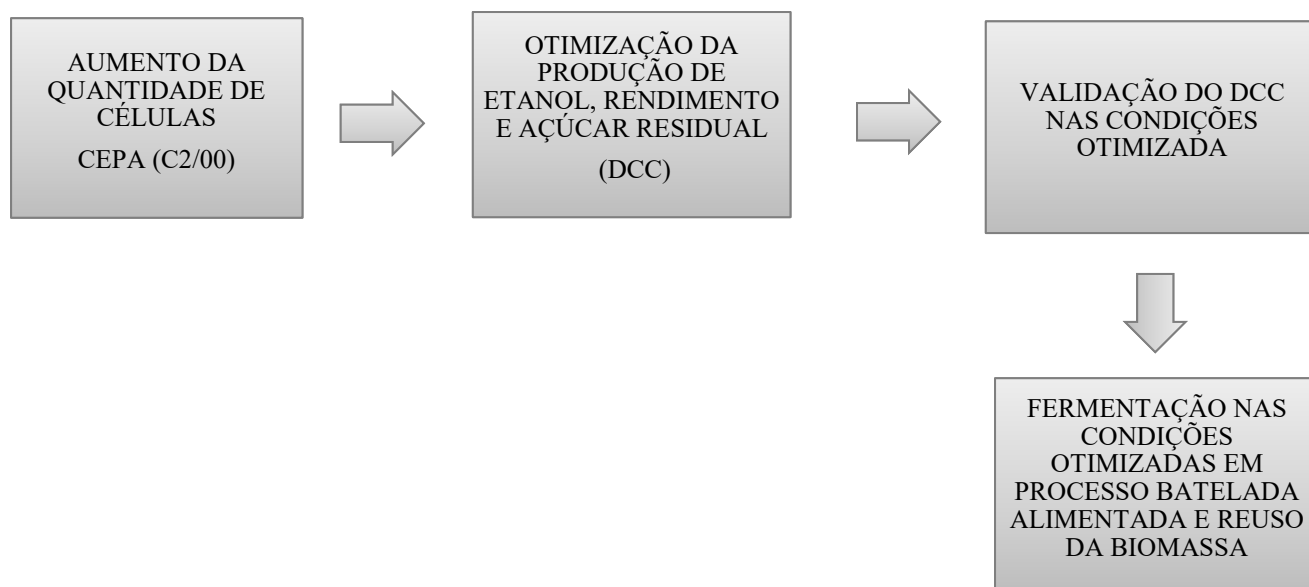 AUMENTO DA
QUANTIDADE DE
CÉLULAS
CEPA (C2/00)
OTIMIZAÇÃO DA
PRODUÇÃO DE
ETANOL, RENDIMENTO
E AÇÚCAR RESIDUAL
(DCC)
VALIDAÇÃO DO DCC
NAS CONDIÇÕES
OTIMIZADA
FERMENTAÇÃO NAS
CONDIÇÕES
OTIMIZADAS EM
PROCESSO BATELADA
ALIMENTADA E REUSO
DA BIOMASSA